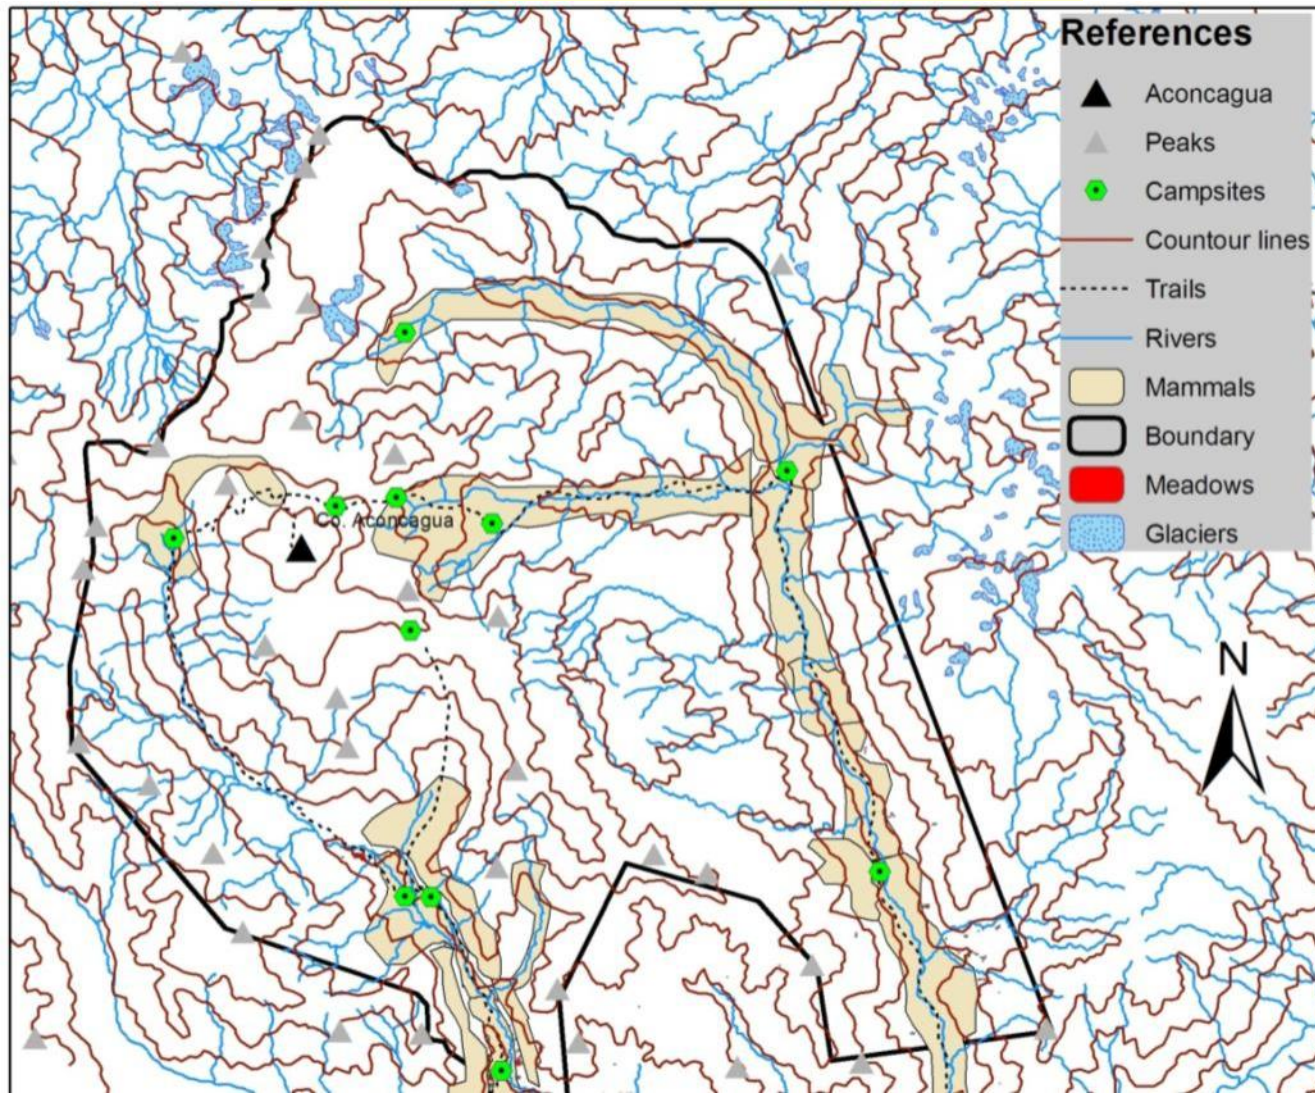 References
Aconcagua
Peaks
Campsites
Countour lines
Trails
Rivers
Mammals
Boundary
Meadows
Glaciers
Co. Aconcagua
N